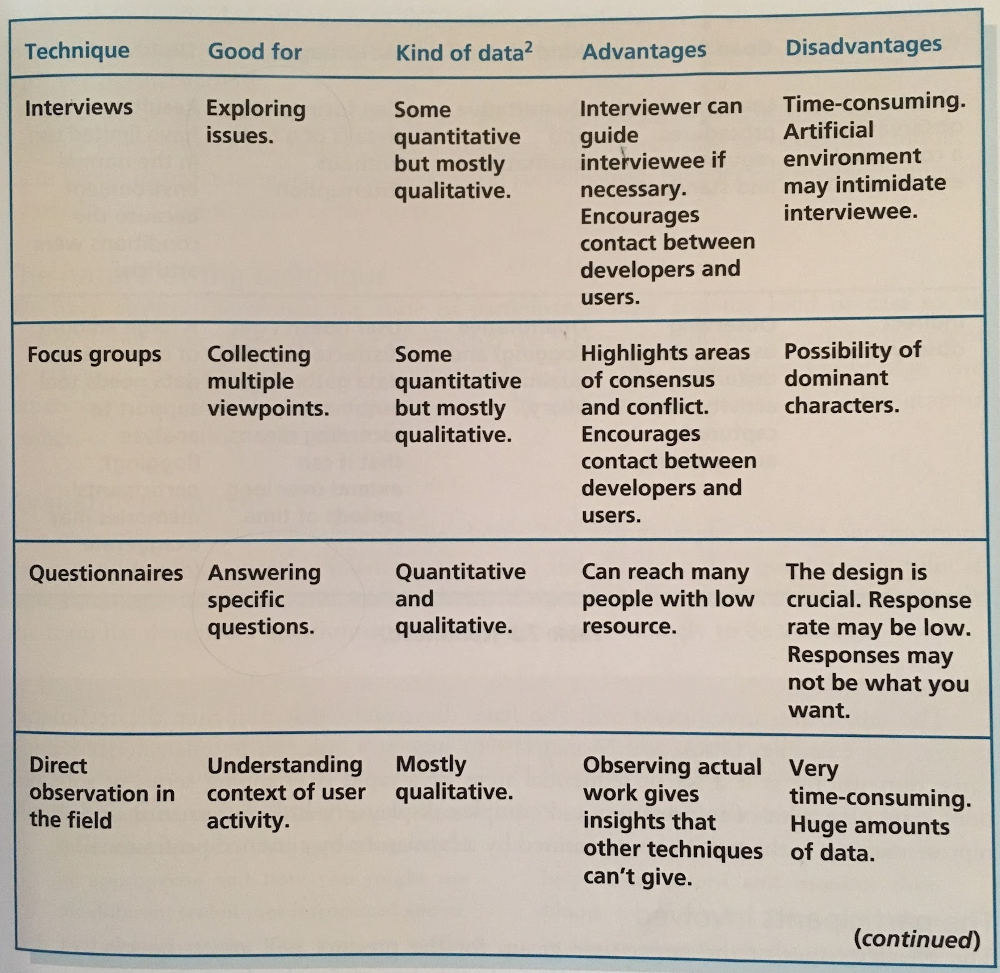 Technique Good for Kind of data² Advantages Disadvantages
Interviews
Exploring
issues.
Some
quantitative
but mostly
qualitative.
Interviewer can
guide
interviewee if
necessary.
Encourages
contact between
developers and
users.
Time-consuming.
Artificial
environment
may intimidate
interviewee.
Focus groups
Collecting
multiple
viewpoints.
Some
quantitative
but mostly
qualitative.
Highlights areas
of consensus
and conflict.
Encourages
contact between
developers and
users.
Possibility of
dominant
characters.
Questionnaires
Answering
specific
questions.
Quantitative
and
qualitative.
Can reach many
people with low
resource.
The design is
crucial. Response
rate may be low.
Responses may
not be what you
want.
Direct
observation in
the field
Understanding
context of user
activity.
Mostly
qualitative.
Observing actual
work gives
insights that
other techniques
can't give.
Very
time-consuming.
Huge amounts
of data.
(continued)